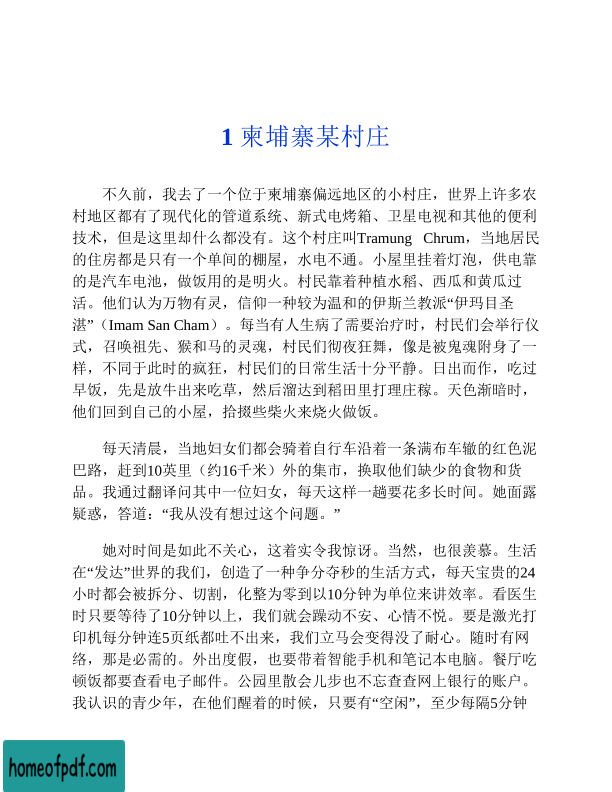 1 柬埔寨某村庄
不久前，我去了一个位于柬埔寨偏远地区的小村庄，世界上许多农
村地区都有了现代化的管道系统、新式电烤箱、卫星电视和其他的便利
技术，但是这里却什么都没有。这个村庄叫Tramung Chrum，当地居民
的住房都是只有一个单间的棚屋，水电不通。小屋里挂着灯泡，供电靠
的是汽车电池，做饭用的是明火。村民靠着种植水稻、西瓜和黄瓜过
活。他们认为万物有灵，信仰一种较为温和的伊斯兰教派“伊玛目圣
湛”（Imam San Cham）。每当有人生病了需要治疗时，村民们会举行仪
式，召唤祖先、猴和马的灵魂，村民们彻夜狂舞，像是被鬼魂附身了一
样，不同于此时的疯狂，村民们的日常生活十分平静。日出而作，吃过
早饭，先是放牛出来吃草，然后溜达到稻田里打理庄稼。天色渐暗时，
他们回到自己的小屋，拾掇些柴火来烧火做饭。
每天清晨，当地妇女们都会骑着自行车沿着一条满布车辙的红色泥
巴路，赶到10英里（约16千米）外的集市，换取他们缺少的食物和货
品。我通过翻译问其中一位妇女，每天这样一趟要花多长时间。她面露
疑惑，答道：“我从没有想过这个问题。”
她对时间是如此不关心，这着实令我惊讶。当然，也很羡慕。生活
在“发达”世界的我们，创造了一种争分夺秒的生活方式，每天宝贵的24
小时都会被拆分、切割，化整为零到以10分钟为单位来讲效率。看医生
时只要等待了10分钟以上，我们就会躁动不安、心情不悦。要是激光打
印机每分钟连5页纸都吐不出来，我们立马会变得没了耐心。随时有网
络，那是必需的。外出度假，也要带着智能手机和笔记本电脑。餐厅吃
顿饭都要查看电子邮件。公园里散会儿步也不忘查查网上银行的账户。
我认识的青少年，在他们醒着的时候，只要有“空闲”，至少每隔5分钟
homeofpdf.com